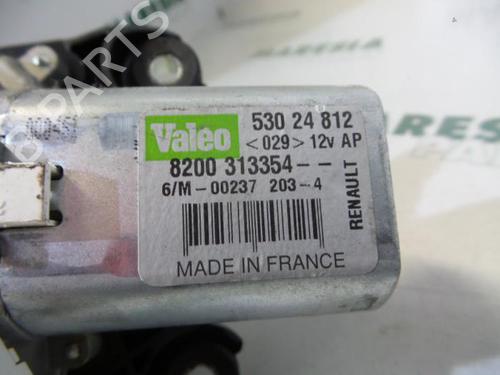 Valeo 530 24 812
<029> 12v AP
8200 313354--
6/M-00237 203-4
RENAULT
MADE IN FRANCE